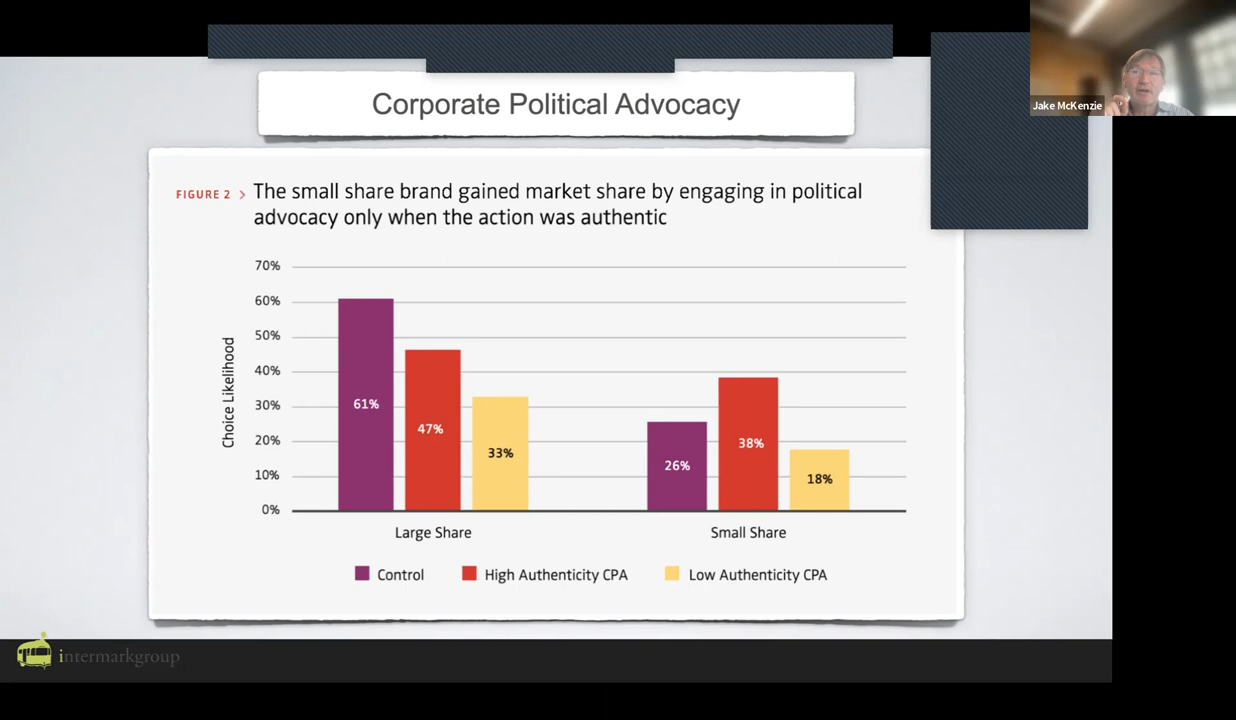 Corporate Political Advocacy
Jake McKenzie
FIGURE 2 > The small share brand gained market share by engaging in political
advocacy only when the action was authentic
Choice Likelihood
70%
60%
50%
40%
30%
20%
10%
0%
61%
47%
33%
26%
38%
18%
Large Share
Small Share
Control
High Authenticity CPA
Low Authenticity CPA
intermarkgroup